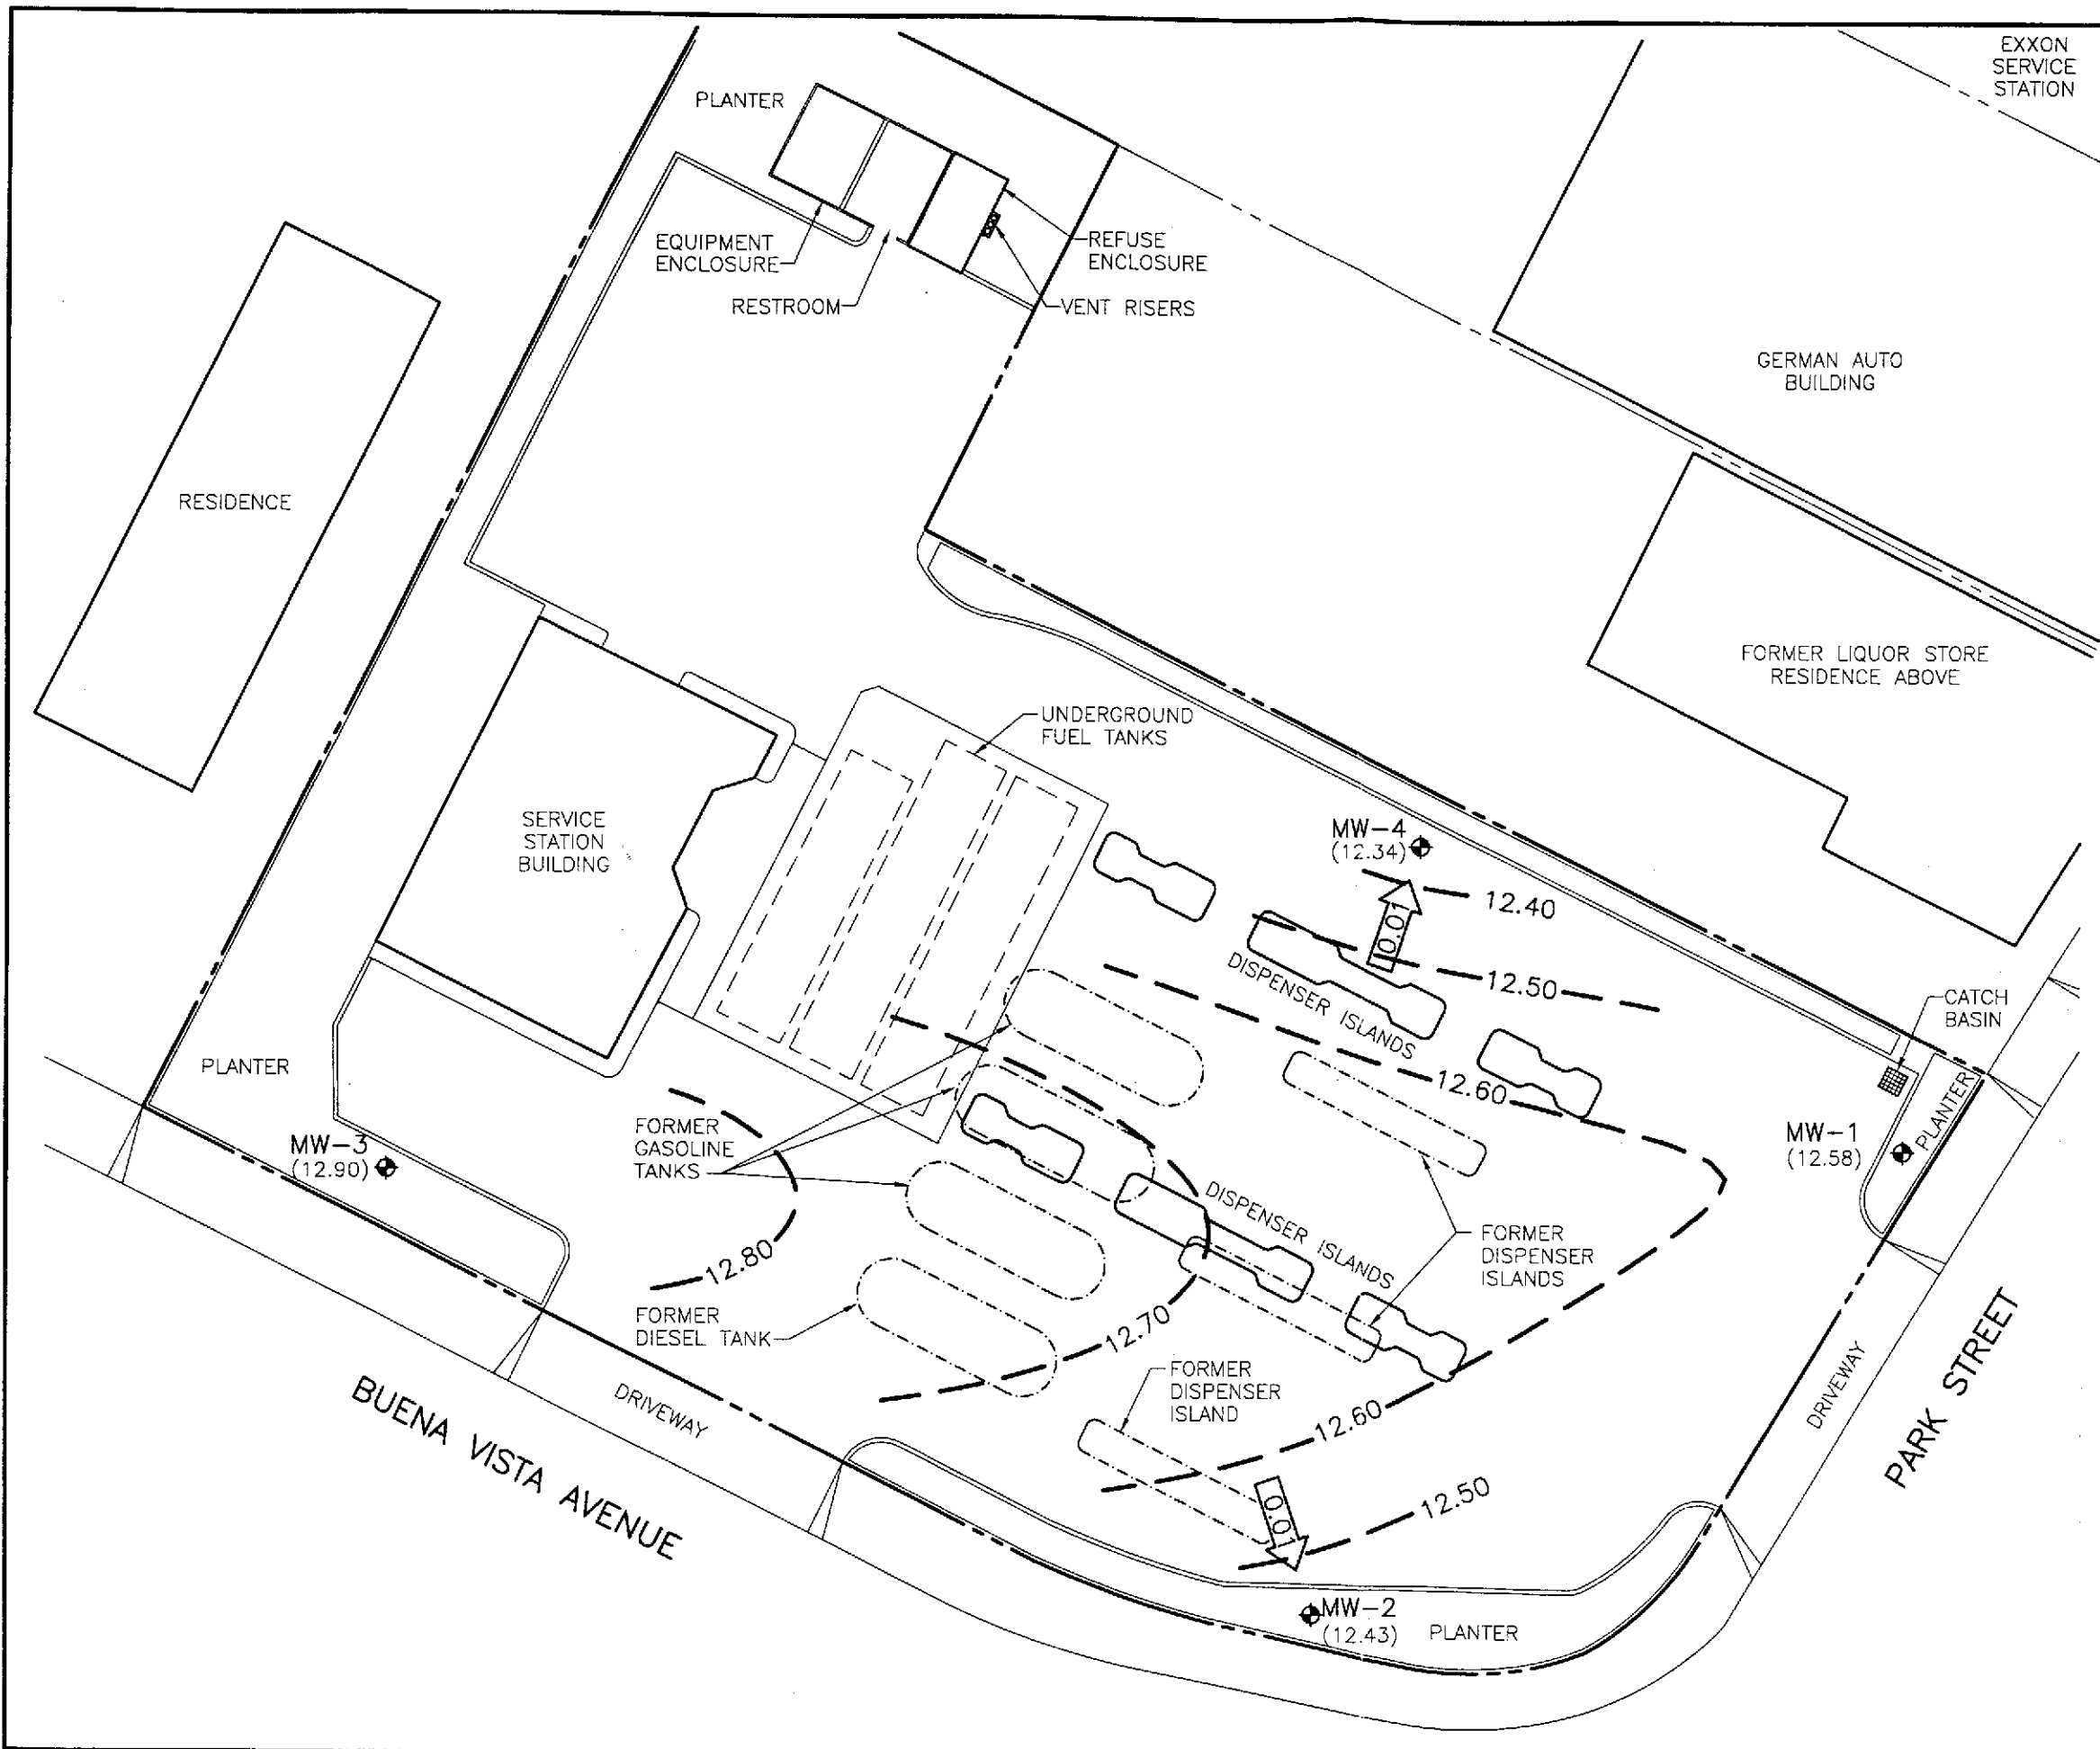 EXXON
SERVICE
STATION
PLANTER
EQUIPMENT
ENCLOSURE
REFUSE
ENCLOSURE
RESTROOM
VENT RISERS
GERMAN AUTO
BUILDING
RESIDENCE
FORMER LIQUOR STORE
RESIDENCE ABOVE
UNDERGROUND
FUEL TANKS
SERVICE
STATION
BUILDING
MW-4
(12.34)
12.40
0.01
12.50
DISPENSER ISLANDS
CATCH
BASIN
12.60
PLANTER
PLANTER
MW-1
(12.58)
MW-3
(12.90)
FORMER
GASOLINE
TANKS
DISPENSER ISLANDS
FORMER
DISPENSER
ISLANDS
12.80
12.70
FORMER
DIESEL TANK
FORMER
DISPENSER
ISLAND
DRIVEWAY
DRIVEWAY
12.60
12.50
0.01
BUENA VISTA AVENUE
PARK STREET
MW-2
(12.43)
PLANTER